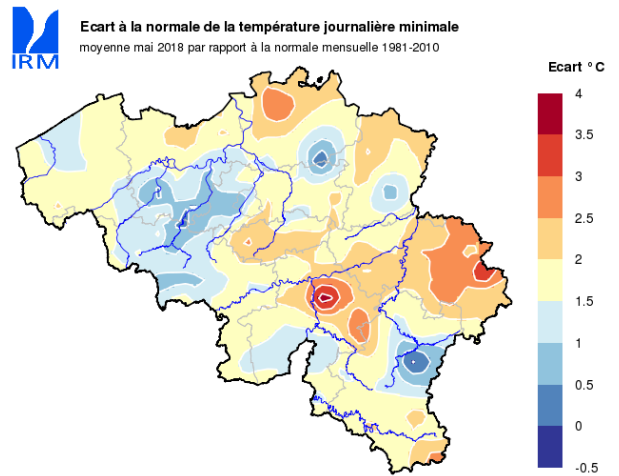 Ecart à la normale de la température journalière minimale
moyenne mai 2018 par rapport à la normale mensuelle 1981-2010
IRM
Ecart °C
4
3.5
3
2.5
2
1.5
1
0.5
0
-0.5